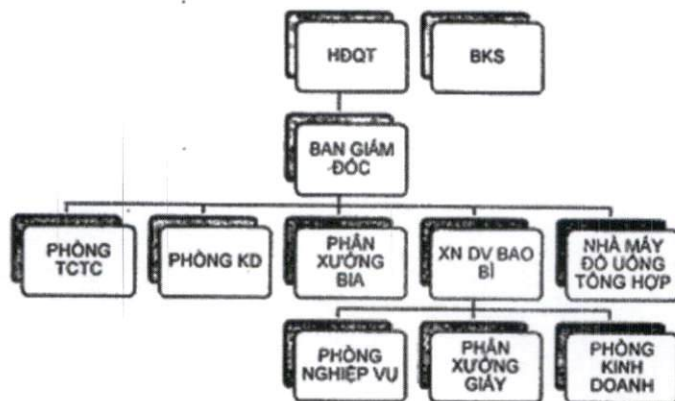 HĐQT
BKS
BAN GIÁM
ĐỐC
PHÒNG
TCTC
PHÒNG KD
PHÂN
XƯỞNG
BIA
XN DV BAO
BÌ
NHÀ MÁY
ĐỒ UỐNG
TỔNG HỢP
PHÒNG
NGHIỆP VỤ
PHÂN
XƯỞNG
GIẤY
PHÒNG
KINH
DOANH